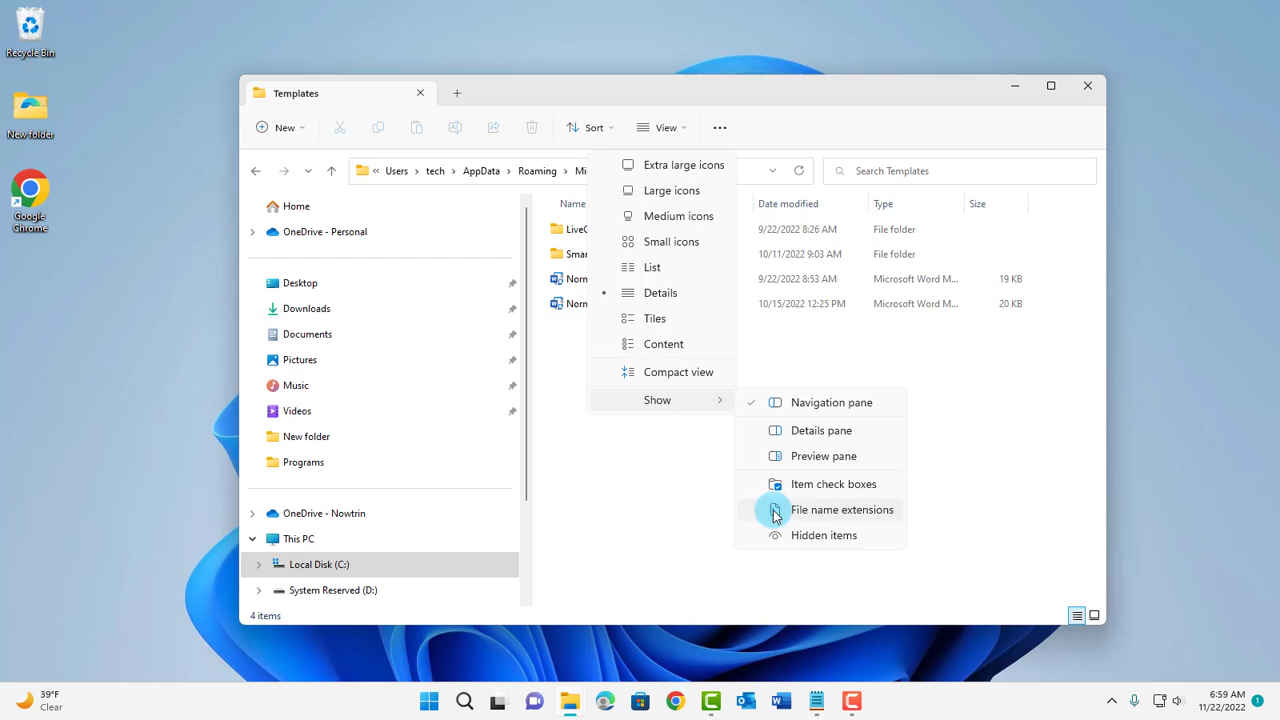 Recycle Bin
New folder
Google
Chrome
Templates
New
Sort
View
Users
tech
AppData
Roaming
Search Templates
Extra large icons
Large icons
Medium icons
Small icons
List
Details
Tiles
Content
Compact view
Show
Navigation pane
Details pane
Preview pane
Item check boxes
File name extensions
Hidden items
Home
OneDrive - Personal
Desktop
Downloads
Documents
Pictures
Music
Videos
New folder
Programs
OneDrive - Nowtrin
This PC
Local Disk (C:)
System Reserved (D:)
Name
Date modified
Type
Size
9/22/2022 8:26 AM
File folder
10/11/2022 9:03 AM
File folder
9/22/2022 8:53 AM
Microsoft Word M...
19 KB
10/15/2022 12:25 PM
Microsoft Word M...
20 KB
4 items
39°F
Clear
6:59 AM
11/22/2022
1